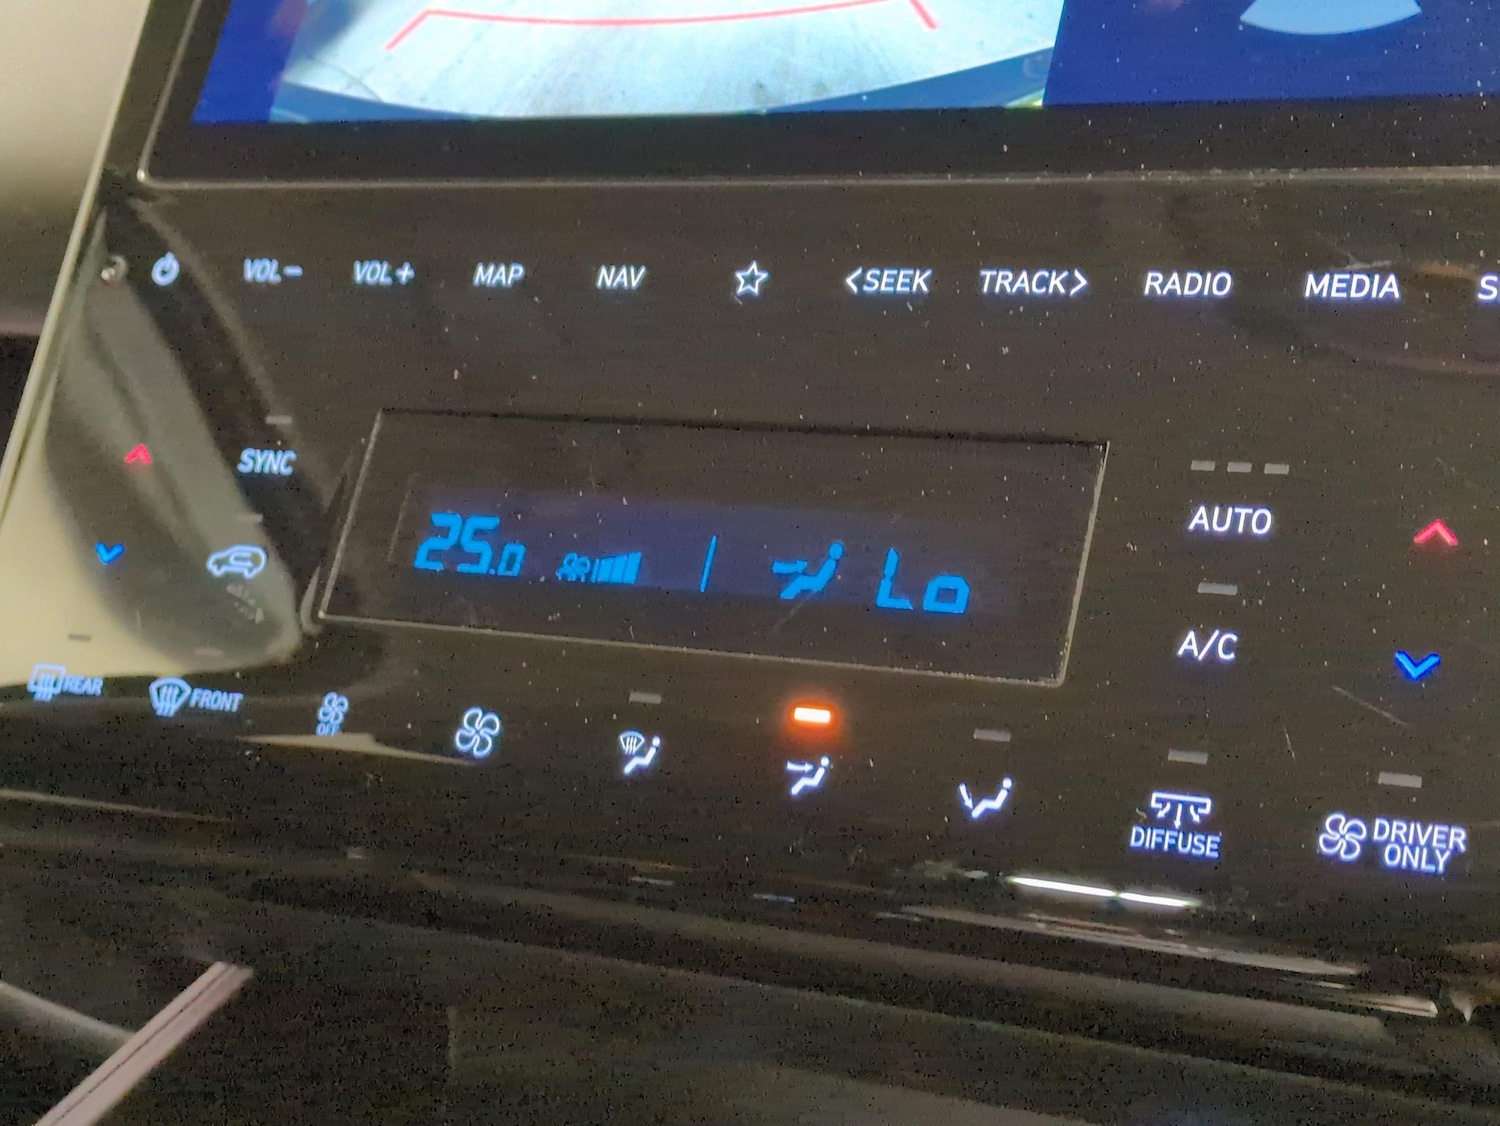 VOL− VOL+ MAP NAV <SEEK TRACK> RADIO MEDIA S
SYNC AUTO
25.0 Lo
A/C
REAR FRONT
OFF
DIFFUSE DRIVER
ONLY